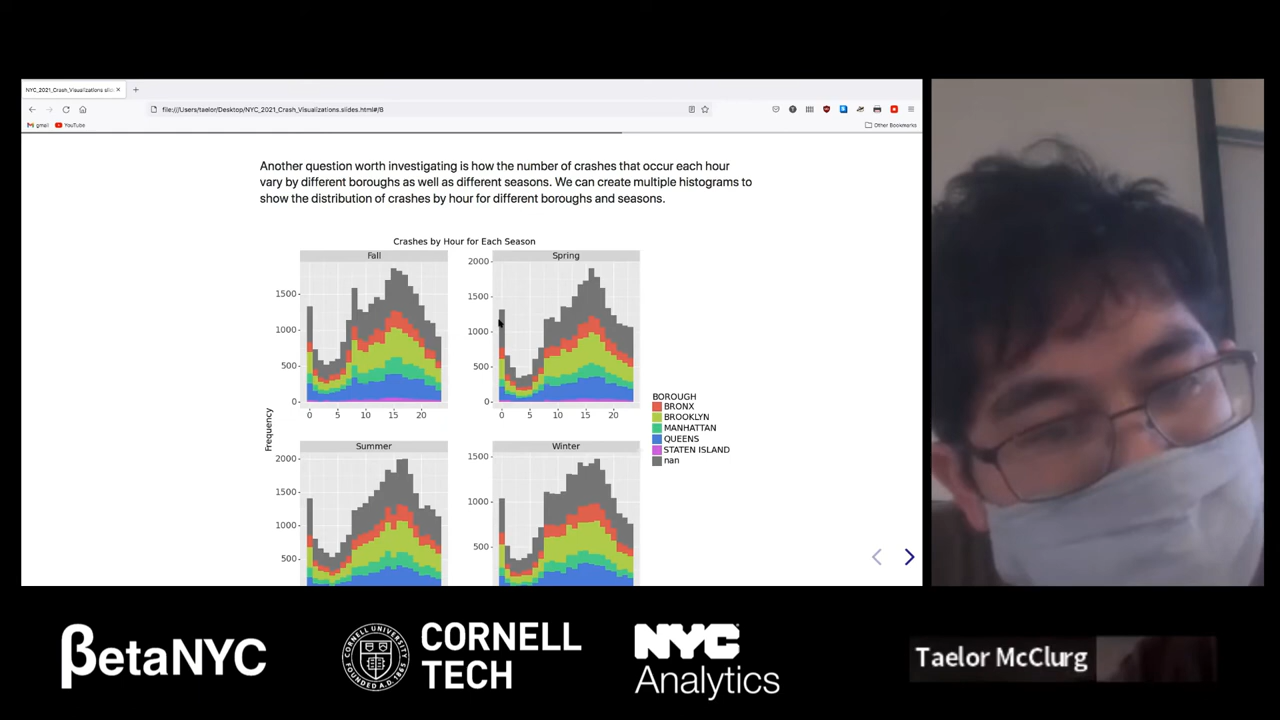 NYC_2021_Crash_Visualizations.slide
file:///Users/taelor/Desktop/NYC_2021_Crash_Visualizations.slides.html#/8
gmail
YouTube
Other Bookmarks
Another question worth investigating is how the number of crashes that occur each hour
vary by different boroughs as well as different seasons. We can create multiple histograms to
show the distribution of crashes by hour for different boroughs and seasons.
Crashes by Hour for Each Season
Fall
1500
1000
500
0
0 5 10 15 20
Spring
2000
1500
1000
500
0
0 5 10 15 20
Frequency
Summer
2000
1500
1000
500
Winter
1500
1000
500
BOROUGH
BRONX
BROOKLYN
MANHATTAN
QUEENS
STATEN ISLAND
nan
βetaNYC
CORNELL UNIVERSITY
FOUNDED A.D. 1865
CORNELL
TECH
NYC
Analytics
Taelor McClurg